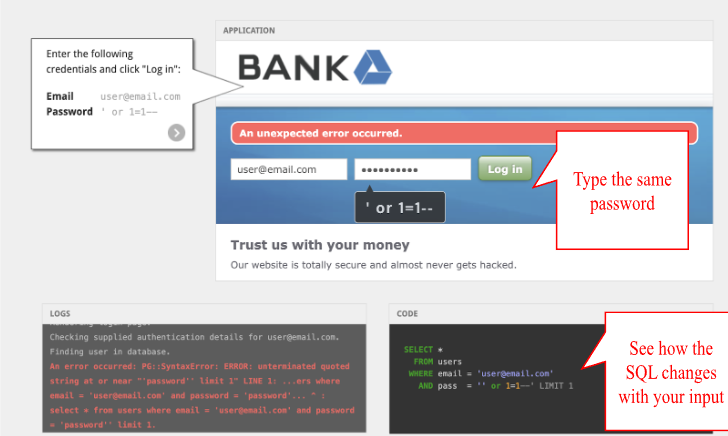 APPLICATION
Enter the following
credentials and click "Log in":
Email user@email.com
Password ' or 1=1--
BANK
An unexpected error occurred.
user@email.com
Log in
' or 1=1--
Type the same
password
Trust us with your money
Our website is totally secure and almost never gets hacked.
LOGS
Checking supplied authentication details for user@email.com.
Finding user in database.
An error occurred: PG::SyntaxError: ERROR: unterminated quoted
string at or near "'password'' limit 1" LINE 1: ...ers where
email = 'user@email.com' and password = 'password'... ^ :
select * from users where email = 'user@email.com' and password
= 'password'' limit 1.
CODE
SELECT *
FROM users
WHERE email = 'user@email.com'
AND pass = '' or 1=1--' LIMIT 1
See how the
SQL changes
with your input